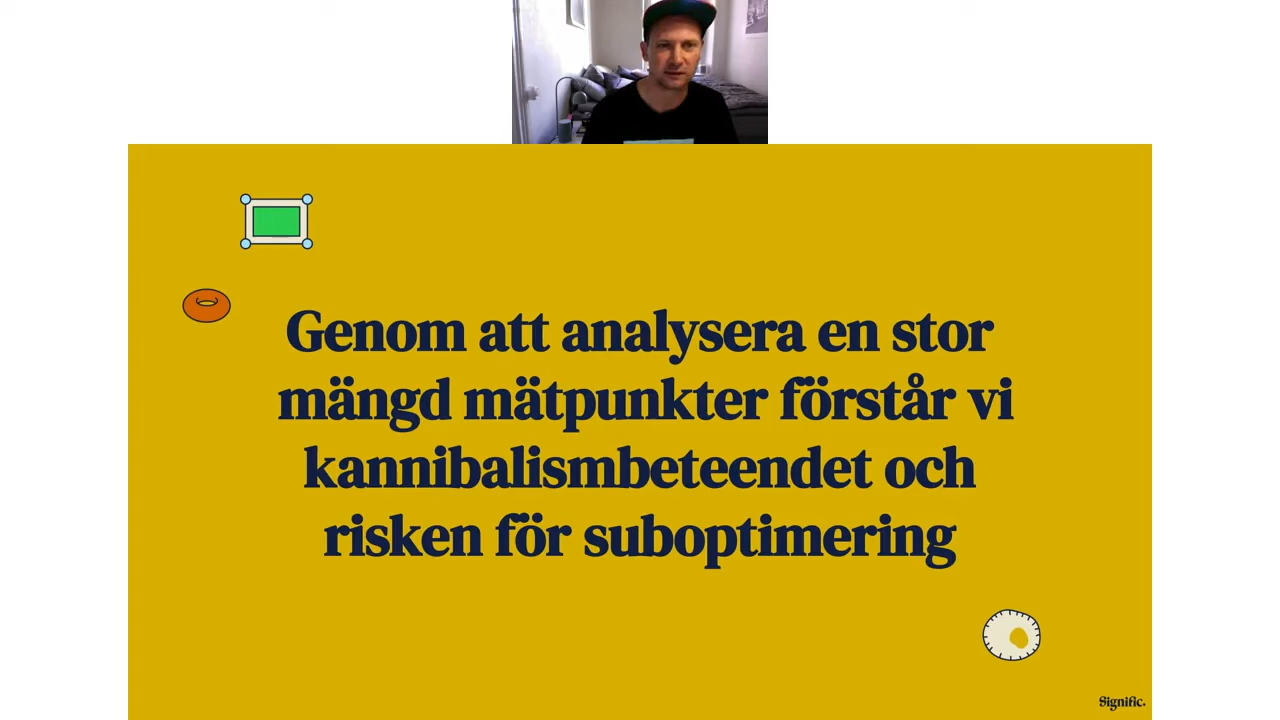 Genom att analysera en stor
mängd mätpunkter förstår vi
kannibalismbeteendet och
risken för suboptimering
Signific.